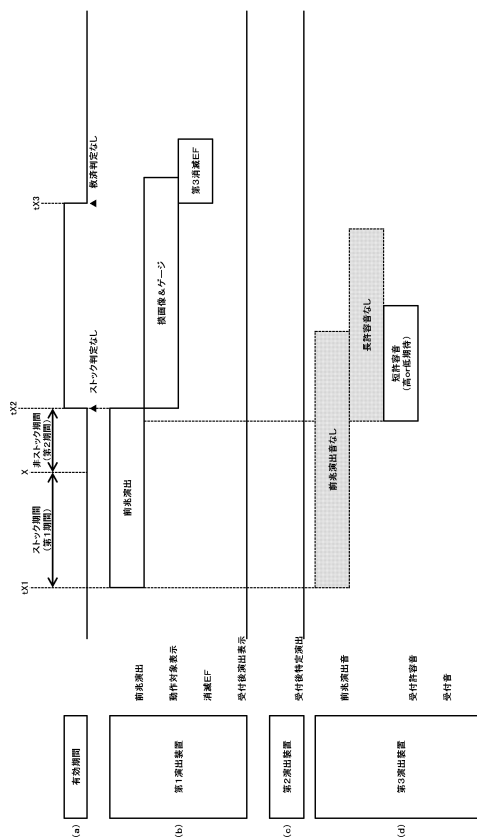 tX1
X
tX2
tX3
ストック期間
(第1期間)
非ストック期間
(第2期間)
(a)
有効期間
ストック判定なし
救済判定なし
(b)
第1演出装置
前兆演出
動作対象表示
消滅EF
受付後演出表示
前兆演出
操画像&ゲージ
第3消滅EF
(c)
第2演出装置
受付後特定演出
(d)
第3演出装置
前兆演出音
受付許容音
受付音
前兆演出音なし
長許容音なし
短許容音
(高or低期待)